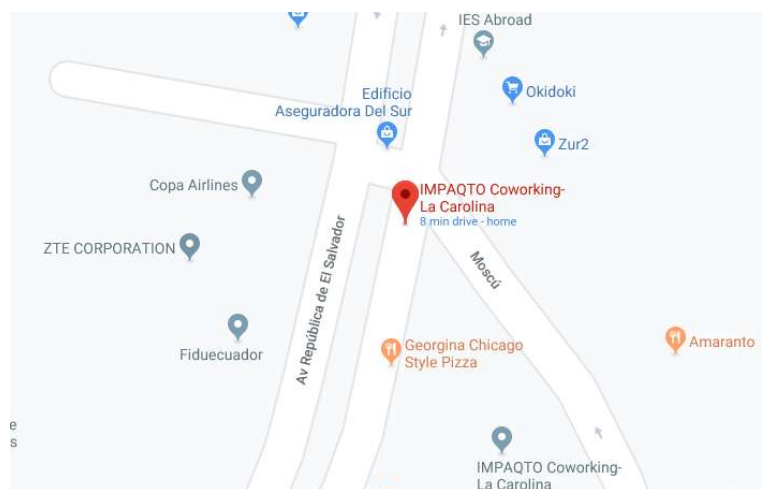 IES Abroad
Edificio
Aseguradora Del Sur
Okidoki
Zur2
Copa Airlines
IMPAQTO Coworking-
La Carolina
8 min drive - home
ZTE CORPORATION
Av República de El Salvador
Moscú
Fiduecuador
Georgina Chicago
Style Pizza
Amaranto
e
s
IMPAQTO Coworking-
La Carolina